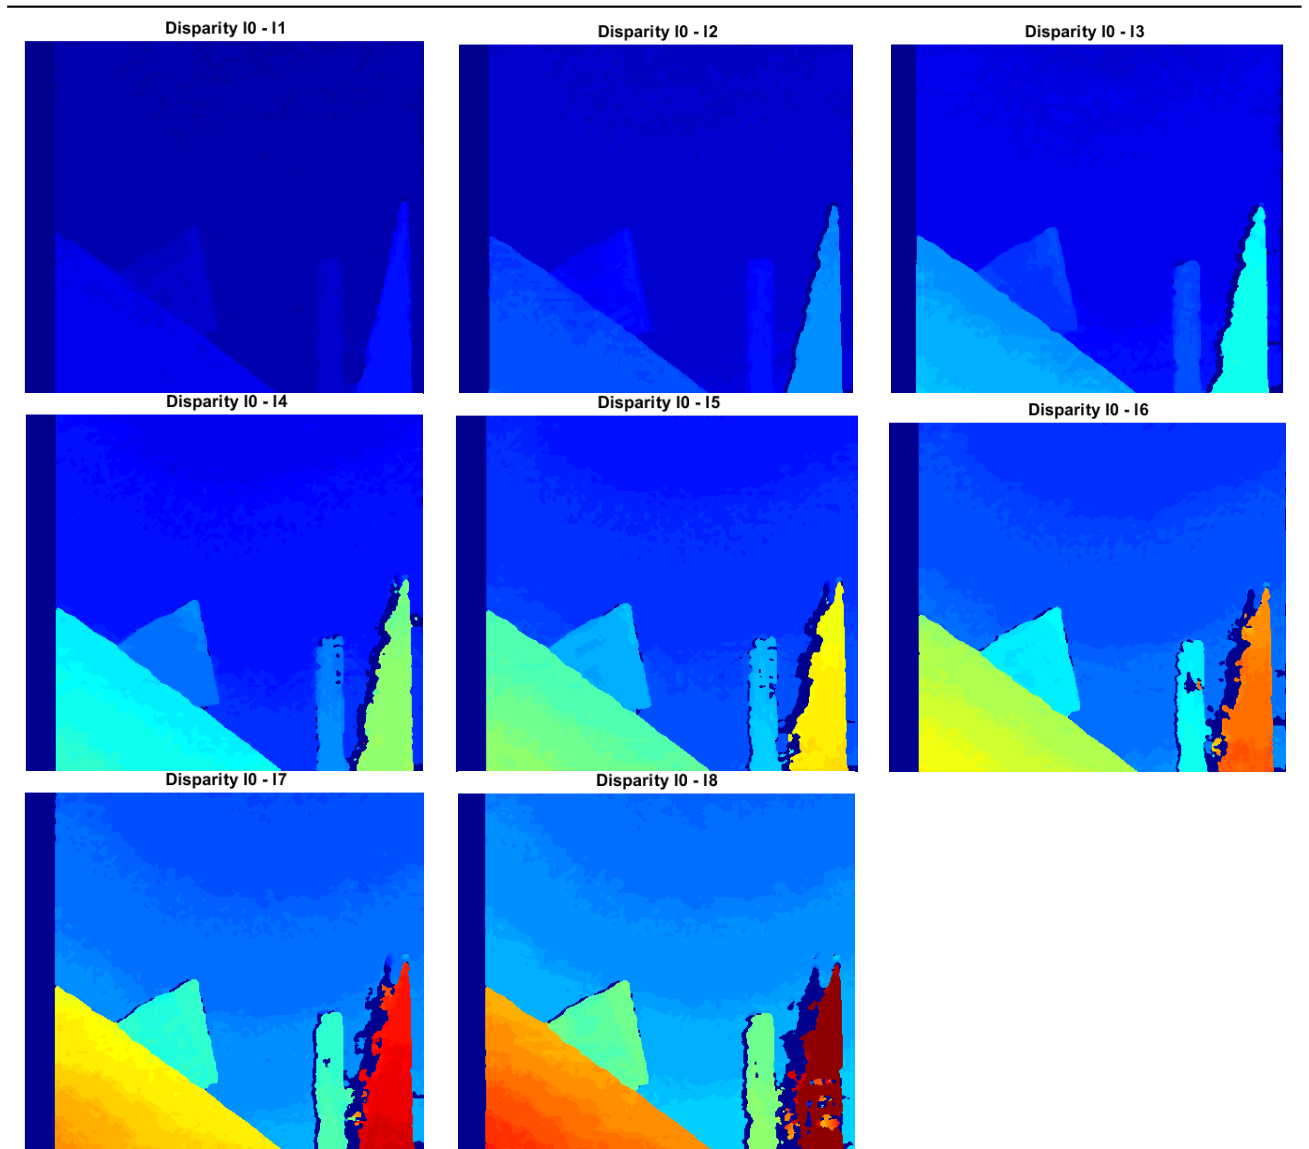 Disparity I0 - I1
Disparity I0 - I2
Disparity I0 - I3
Disparity I0 - I4
Disparity I0 - I5
Disparity I0 - I6
Disparity I0 - I7
Disparity I0 - I8